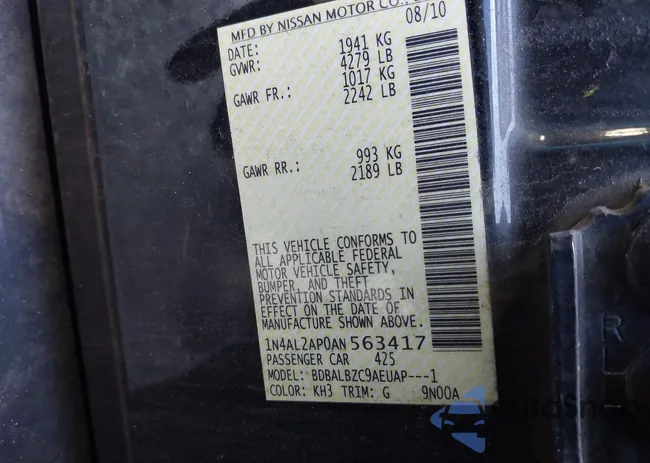 MFD BY NISSAN MOTOR CO.
DATE: 08/10
GVWR: 1941 KG
4279 LB
GAWR FR.: 1017 KG
2242 LB
GAWR RR.: 993 KG
2189 LB
THIS VEHICLE CONFORMS TO
ALL APPLICABLE FEDERAL
MOTOR VEHICLE SAFETY,
BUMPER, AND THEFT
PREVENTION STANDARDS IN
EFFECT ON THE DATE OF
MANUFACTURE SHOWN ABOVE.
1N4AL2AP0AN 563417
PASSENGER CAR 425
MODEL: BDBALBZC9AEUAP---1
COLOR: KH3 TRIM: G 9N00A
R
L